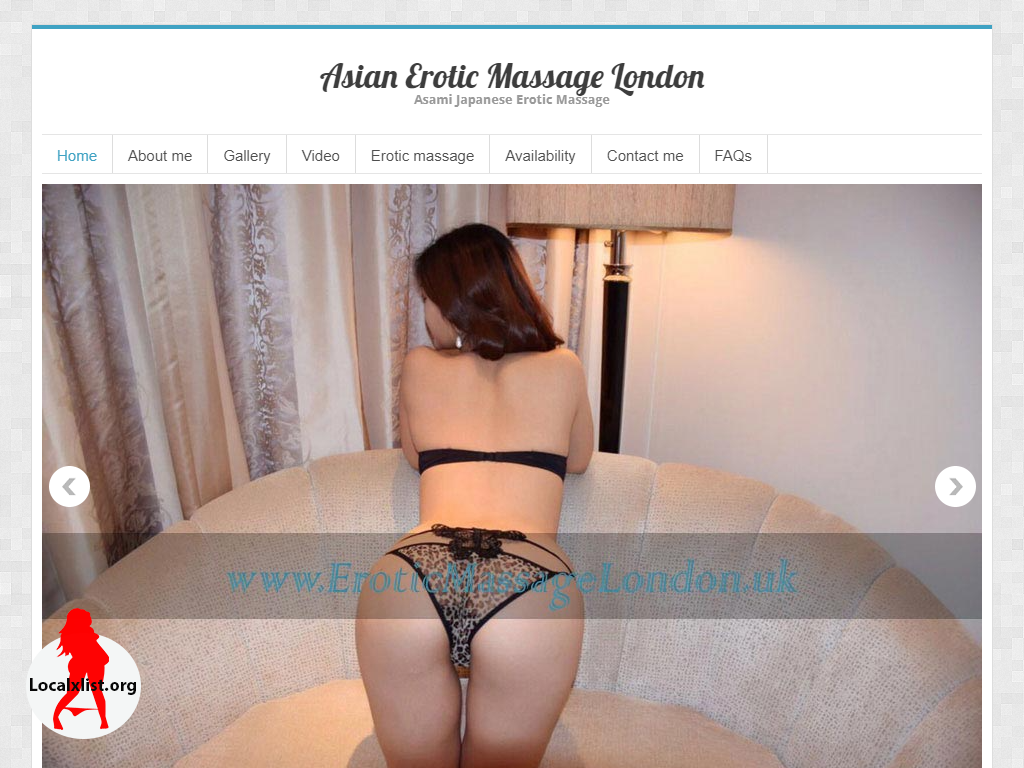 Asian Erotic Massage London
Asami Japanese Erotic Massage
Home
About me
Gallery
Video
Erotic massage
Availability
Contact me
FAQs
www.EroticMassageLondon.uk
Localxlist.org